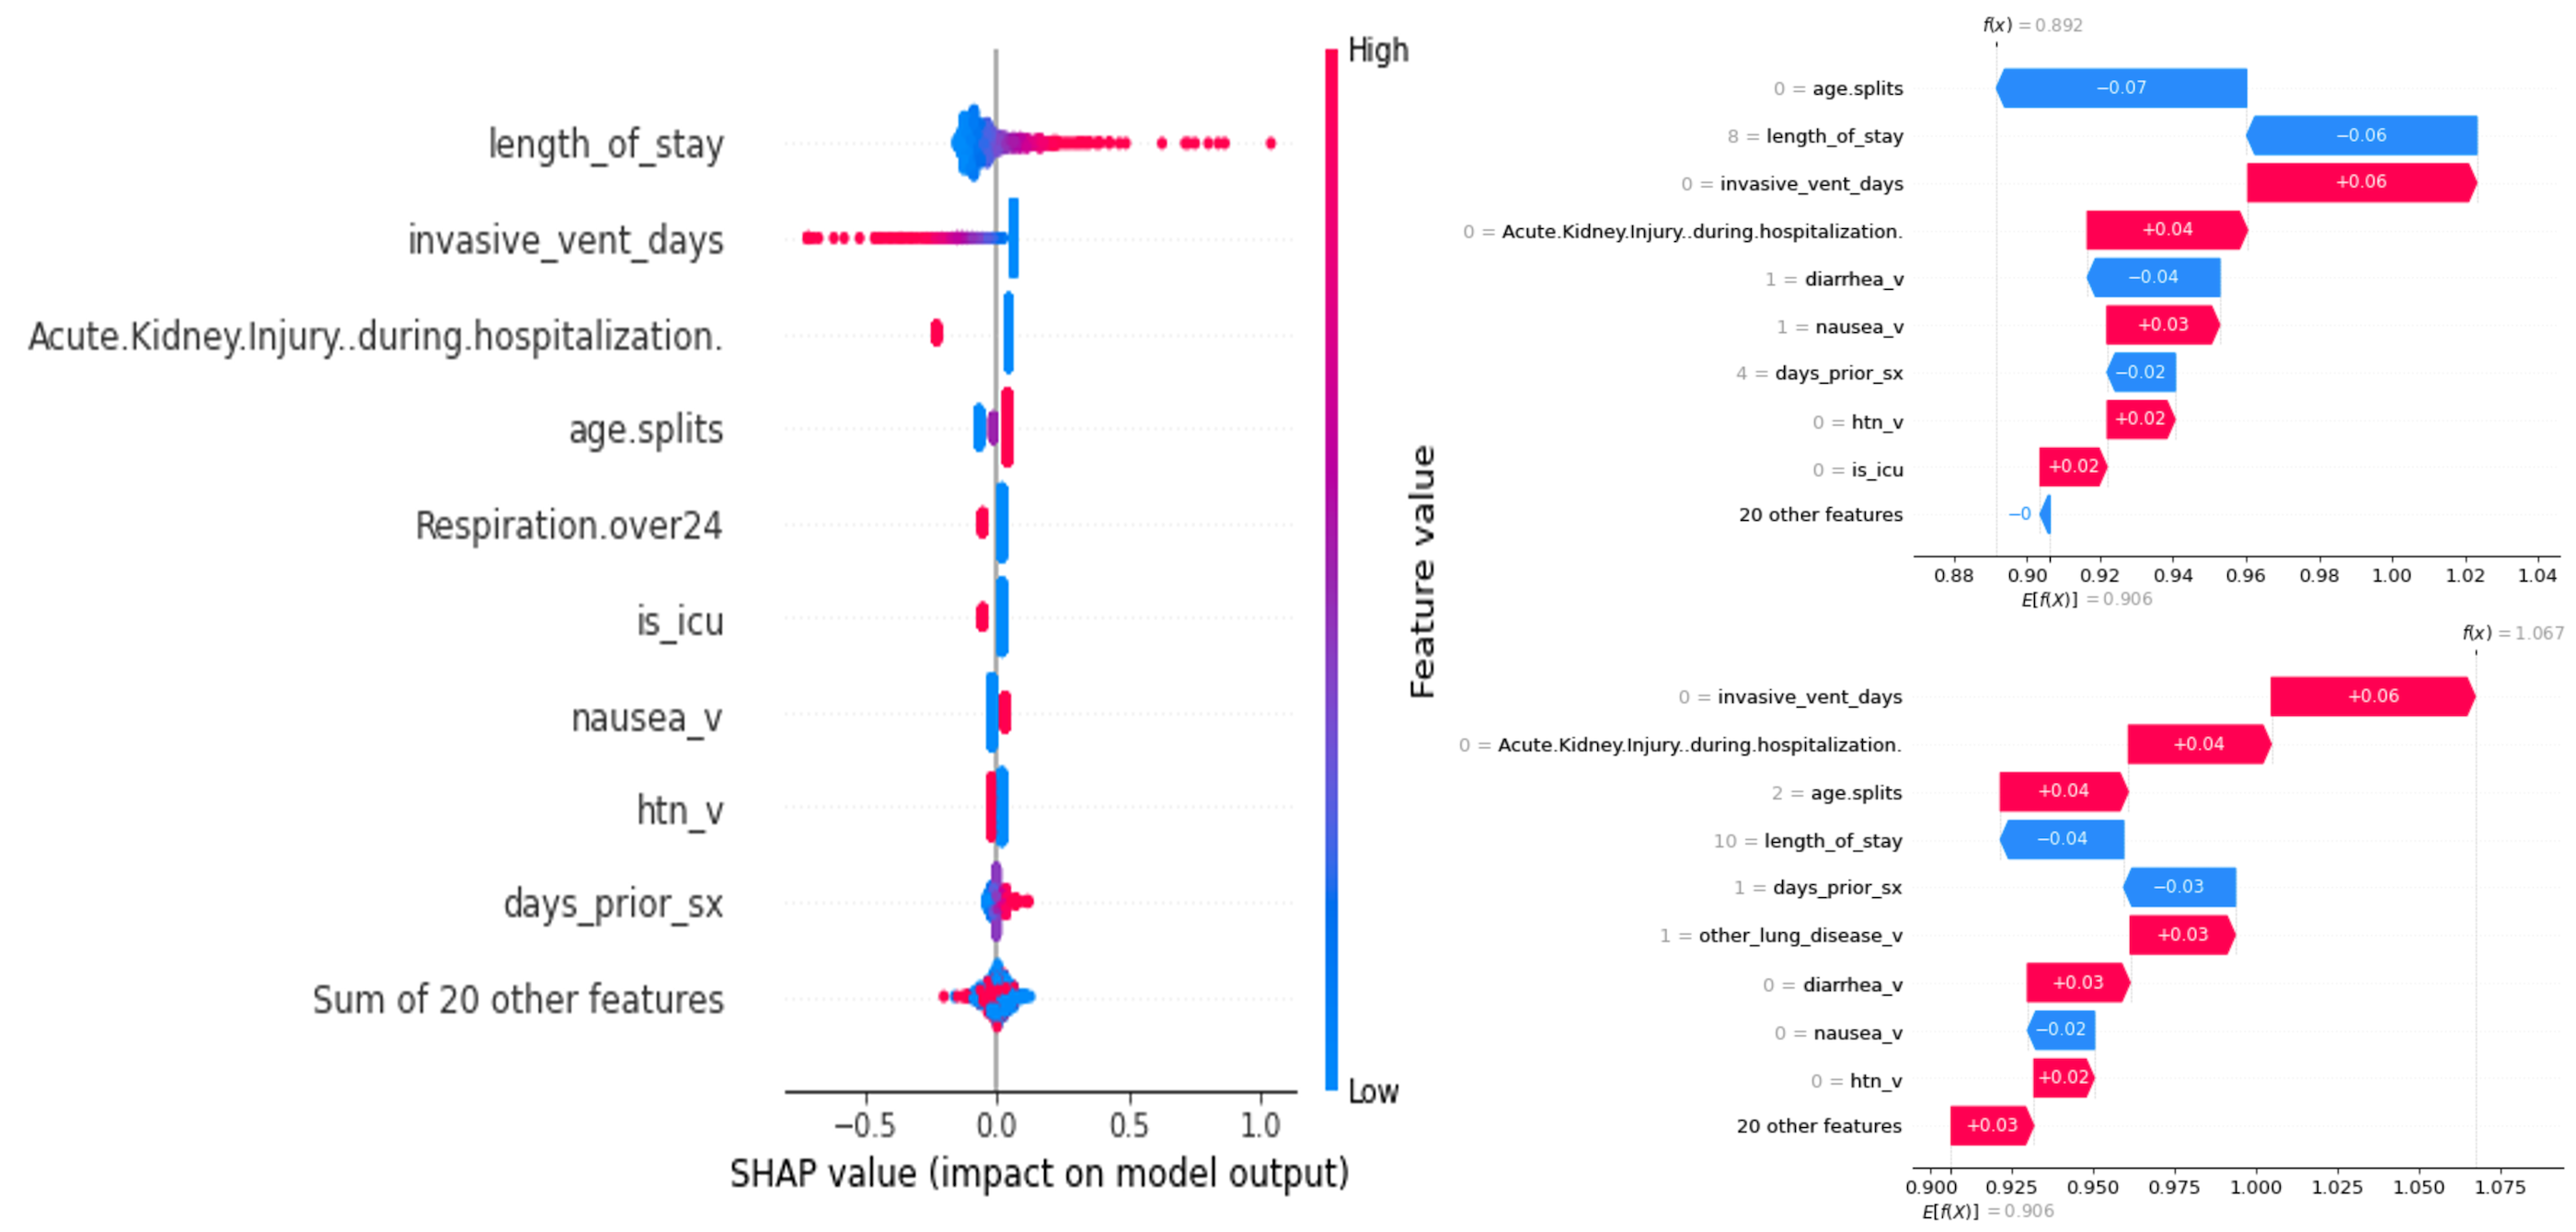 High
length_of_stay
invasive_vent_days
Acute.Kidney.Injury..during.hospitalization.
age.splits
Respiration.over24
is_icu
nausea_v
htn_v
days_prior_sx
Sum of 20 other features
Low
Feature value
−0.5 0.0 0.5 1.0
SHAP value (impact on model output)
f(x) = 0.892
0 = age.splits −0.07
8 = length_of_stay −0.06
0 = invasive_vent_days +0.06
0 = Acute.Kidney.Injury..during.hospitalization. +0.04
1 = diarrhea_v −0.04
1 = nausea_v +0.03
4 = days_prior_sx −0.02
0 = htn_v +0.02
0 = is_icu +0.02
20 other features −0
0.88 0.90 0.92 0.94 0.96 0.98 1.00 1.02 1.04
E[f(X)] = 0.906
f(x) = 1.067
0 = invasive_vent_days +0.06
0 = Acute.Kidney.Injury..during.hospitalization. +0.04
2 = age.splits +0.04
10 = length_of_stay −0.04
1 = days_prior_sx −0.03
1 = other_lung_disease_v +0.03
0 = diarrhea_v +0.03
0 = nausea_v −0.02
0 = htn_v +0.02
20 other features +0.03
0.900 0.925 0.950 0.975 1.000 1.025 1.050 1.075
E[f(X)] = 0.906